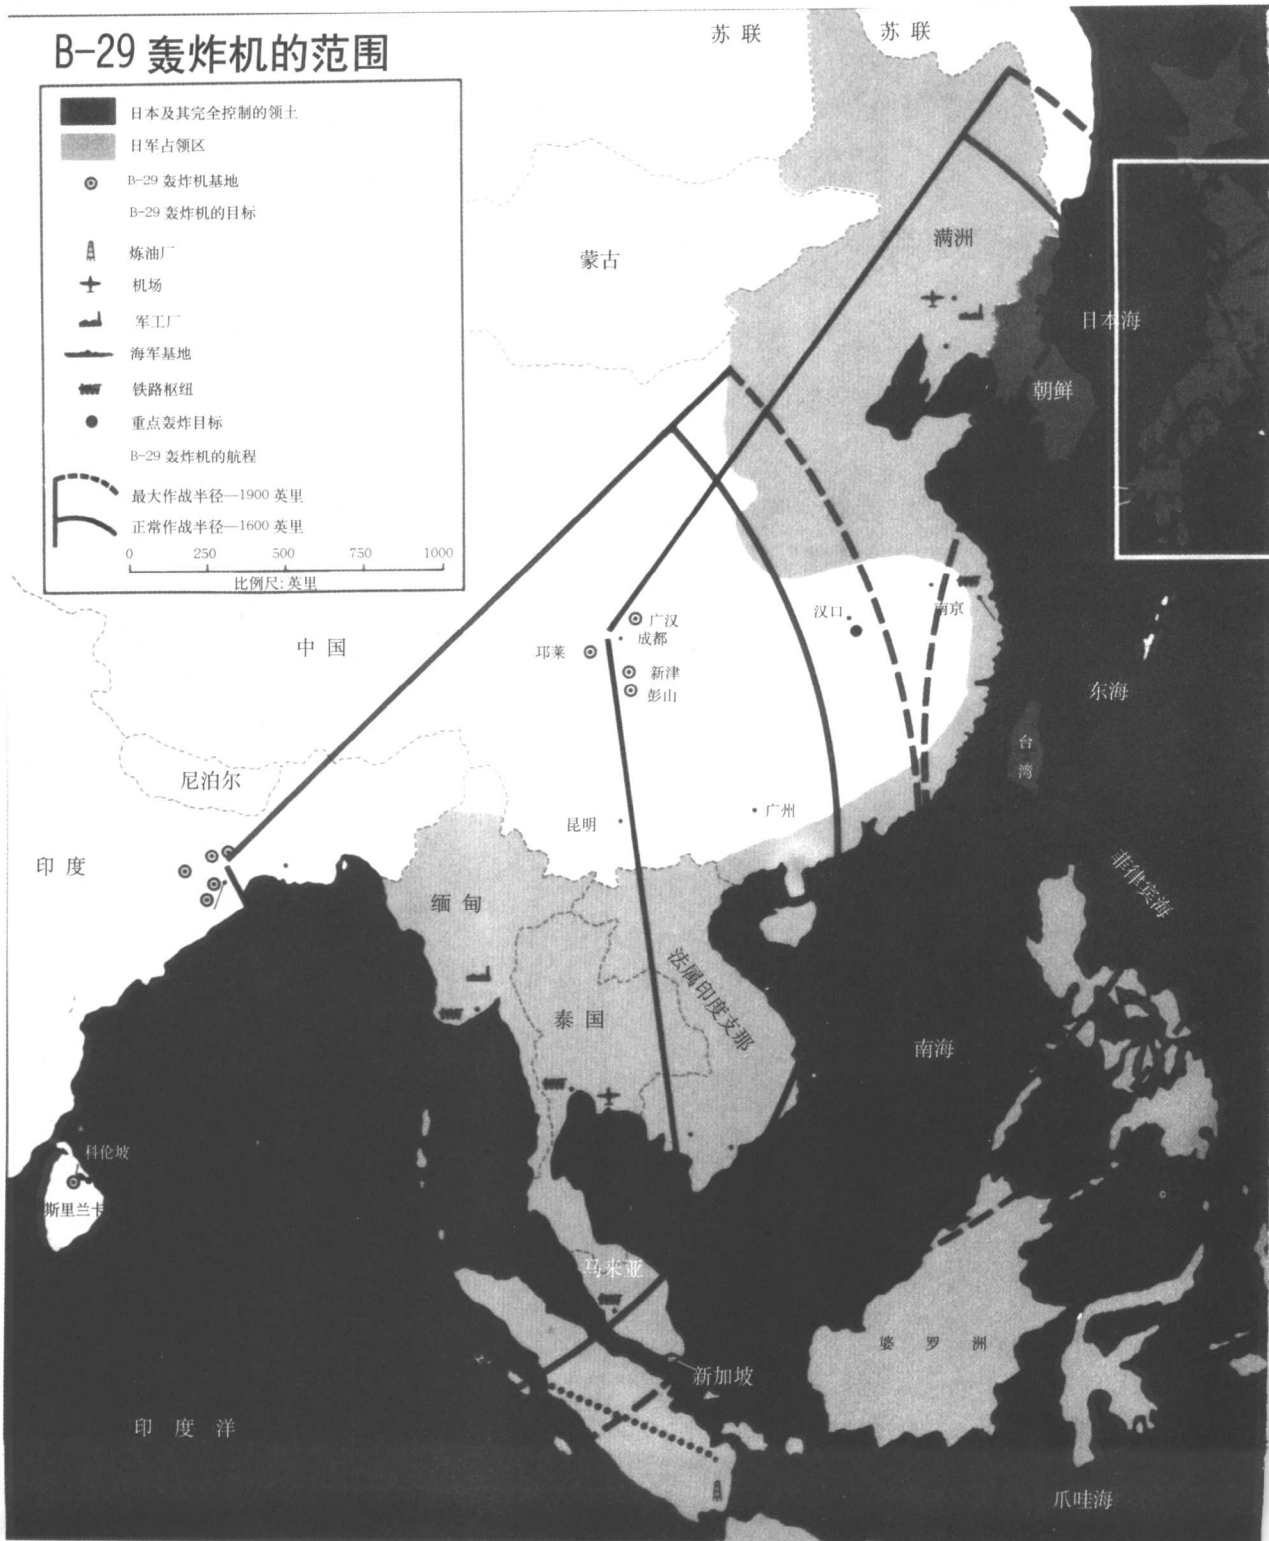 B-29 轰炸机的范围
日本及其完全控制的领土
日军占领区
B-29 轰炸机基地
B-29 轰炸机的目标
炼油厂
机场
军工厂
海军基地
铁路枢纽
重点轰炸目标
B-29 轰炸机的航程
最大作战半径—1900 英里
正常作战半径—1600 英里
0 250 500 750 1000
比例尺:英里
苏 联
苏 联
蒙古
满洲
日本海
朝鲜
中 国
广汉
成都
邛莱
新津
彭山
汉口
南京
东海
台湾
尼泊尔
昆明
广州
印 度
缅 甸
菲律宾海
法属印度支那
泰 国
南海
科伦坡
斯里兰卡
马来亚
婆 罗 洲
新加坡
印 度 洋
爪哇海